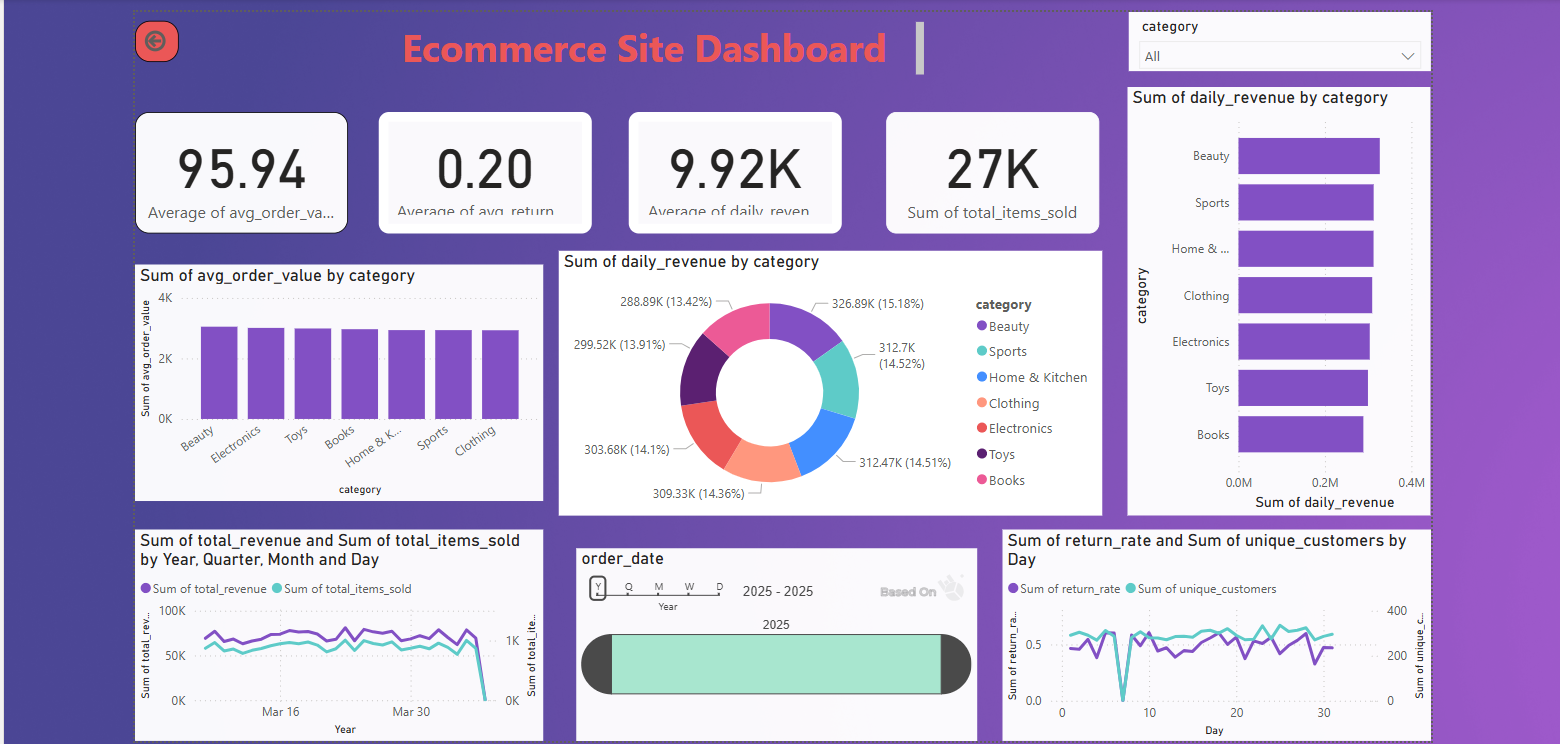 Ecommerce Site Dashboard
category
All
95.94
Average of avg_order_va...
0.20
Average of avg_return
9.92K
Average of daily_reven
27K
Sum of total_items_sold
Sum of daily_revenue by category
category
Beauty
Sports
Home & ...
Clothing
Electronics
Toys
Books
0.0M
0.2M
0.4M
Sum of daily_revenue
Sum of avg_order_value by category
Sum of avg_order_value
4K
2K
0K
Beauty
Electronics
Toys
Books
Home & K...
Sports
Clothing
category
Sum of daily_revenue by category
288.89K (13.42%)
326.89K (15.18%)
299.52K (13.91%)
312.7K
(14.52%)
303.68K (14.1%)
312.47K (14.51%)
309.33K (14.36%)
category
Beauty
Sports
Home & Kitchen
Clothing
Electronics
Toys
Books
Sum of total_revenue and Sum of total_items_sold
by Year, Quarter, Month and Day
Sum of total_revenue
Sum of total_items_sold
Sum of total_rev...
100K
50K
0K
1K
0K
Sum of total_ite...
Mar 16
Mar 30
Year
order_date
Y
Q
M
W
D
Year
2025 - 2025
Based On
2025
Sum of return_rate and Sum of unique_customers by
Day
Sum of return_rate
Sum of unique_customers
Sum of return_ra...
0.5
0.0
400
200
0
Sum of unique_c...
0
10
20
30
Day